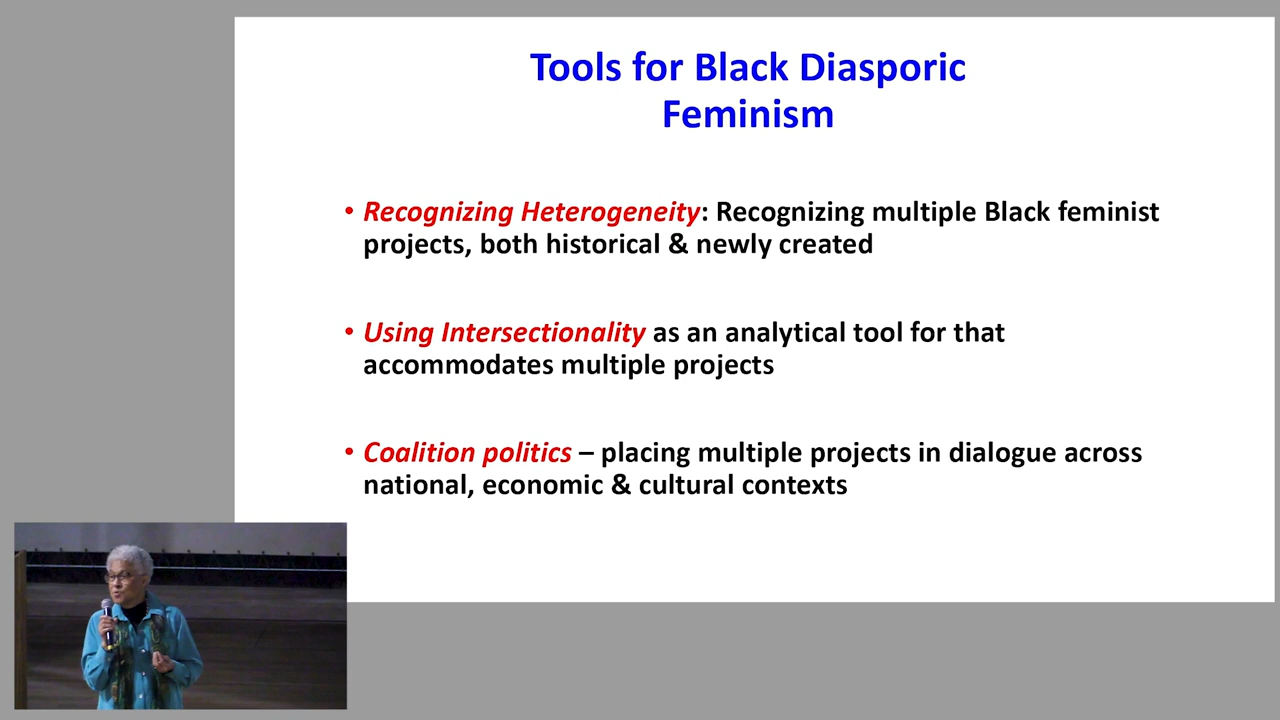 Tools for Black Diasporic
Feminism
• Recognizing Heterogeneity: Recognizing multiple Black feminist
projects, both historical & newly created
• Using Intersectionality as an analytical tool for that
accommodates multiple projects
• Coalition politics – placing multiple projects in dialogue across
national, economic & cultural contexts